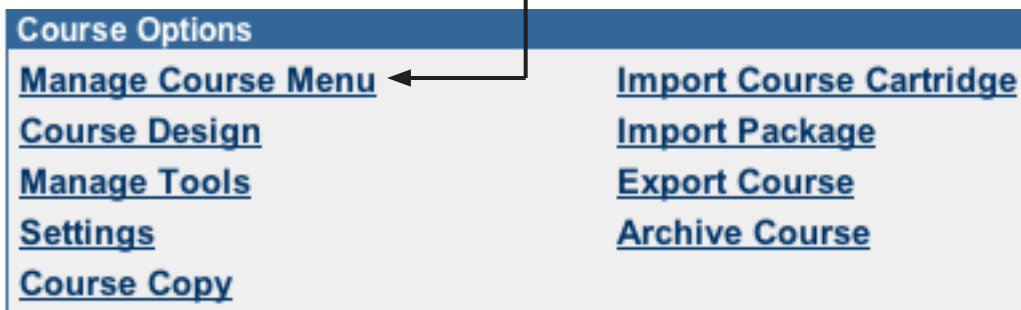 Course Options
Manage Course Menu
Course Design
Manage Tools
Settings
Course Copy
Import Course Cartridge
Import Package
Export Course
Archive Course